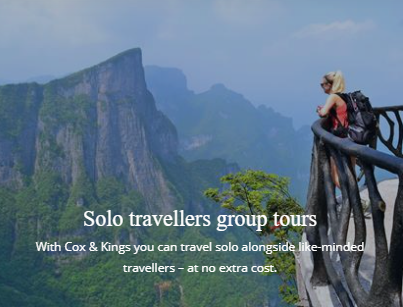 Solo travellers group tours
With Cox & Kings you can travel solo alongside like-minded
travellers – at no extra cost.